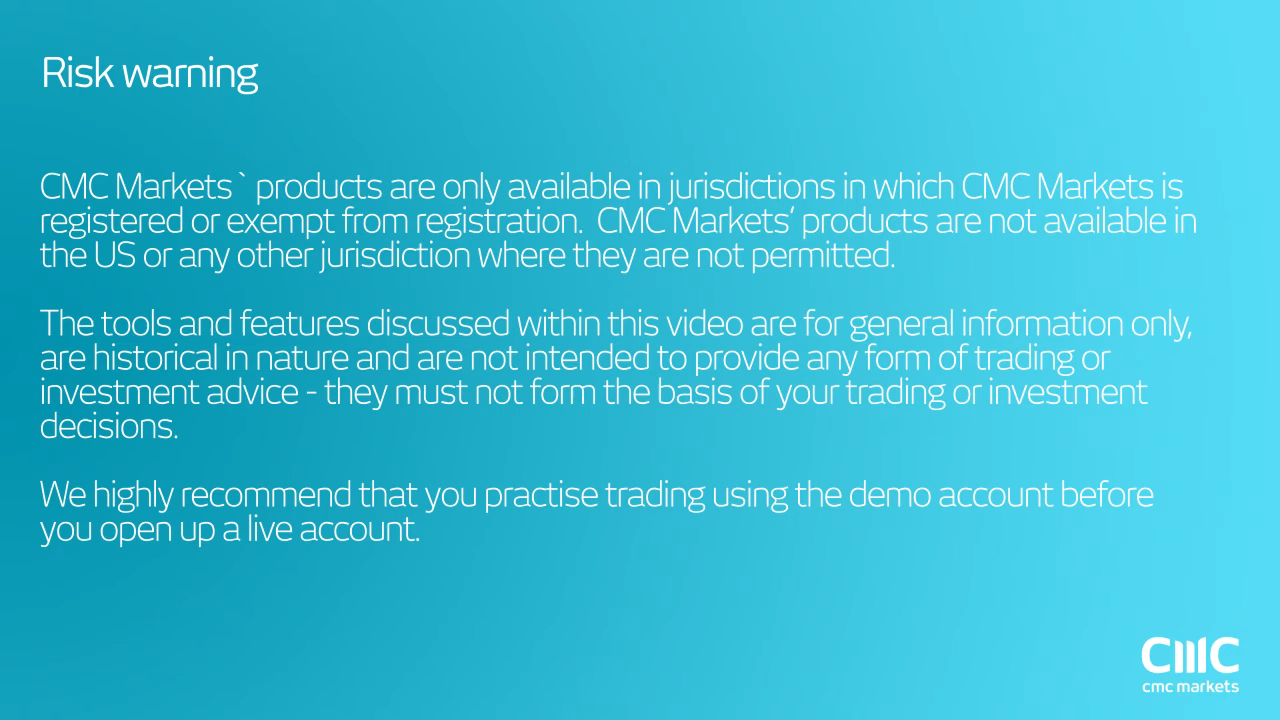 Risk warning
CMC Markets` products are only available in jurisdictions in which CMC Markets is
registered or exempt from registration.  CMC Markets’ products are not available in
the US or any other jurisdiction where they are not permitted.
The tools and features discussed within this video are for general information only,
are historical in nature and are not intended to provide any form of trading or
investment advice - they must not form the basis of your trading or investment
decisions.
We highly recommend that you practise trading using the demo account before
you open up a live account.
CMC
cmc markets